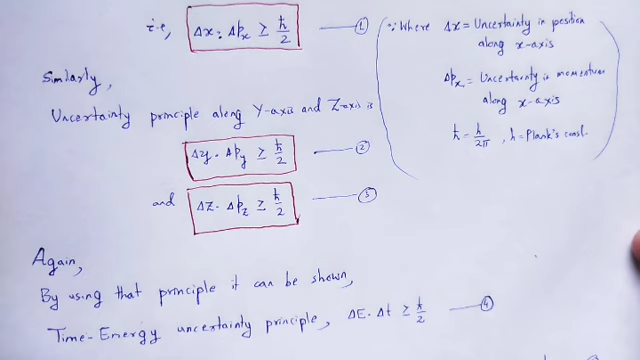 i.e, Δx · Δpₓ ≥ ħ/2 — ①
∵ Where Δx = Uncertainty in position
along x-axis
Δpₓ = Uncertainty in momentum
along x-axis
ħ = h/2π , h = Plank's const.
Similarly,
Uncertainty principle along Y-axis and Z-axis is
Δy · Δp_y ≥ ħ/2 — ②
and Δz · Δp_z ≥ ħ/2 — ③
Again,
By using that principle it can be shown,
Time-Energy uncertainty principle, ΔE · Δt ≥ ħ/2 — ④